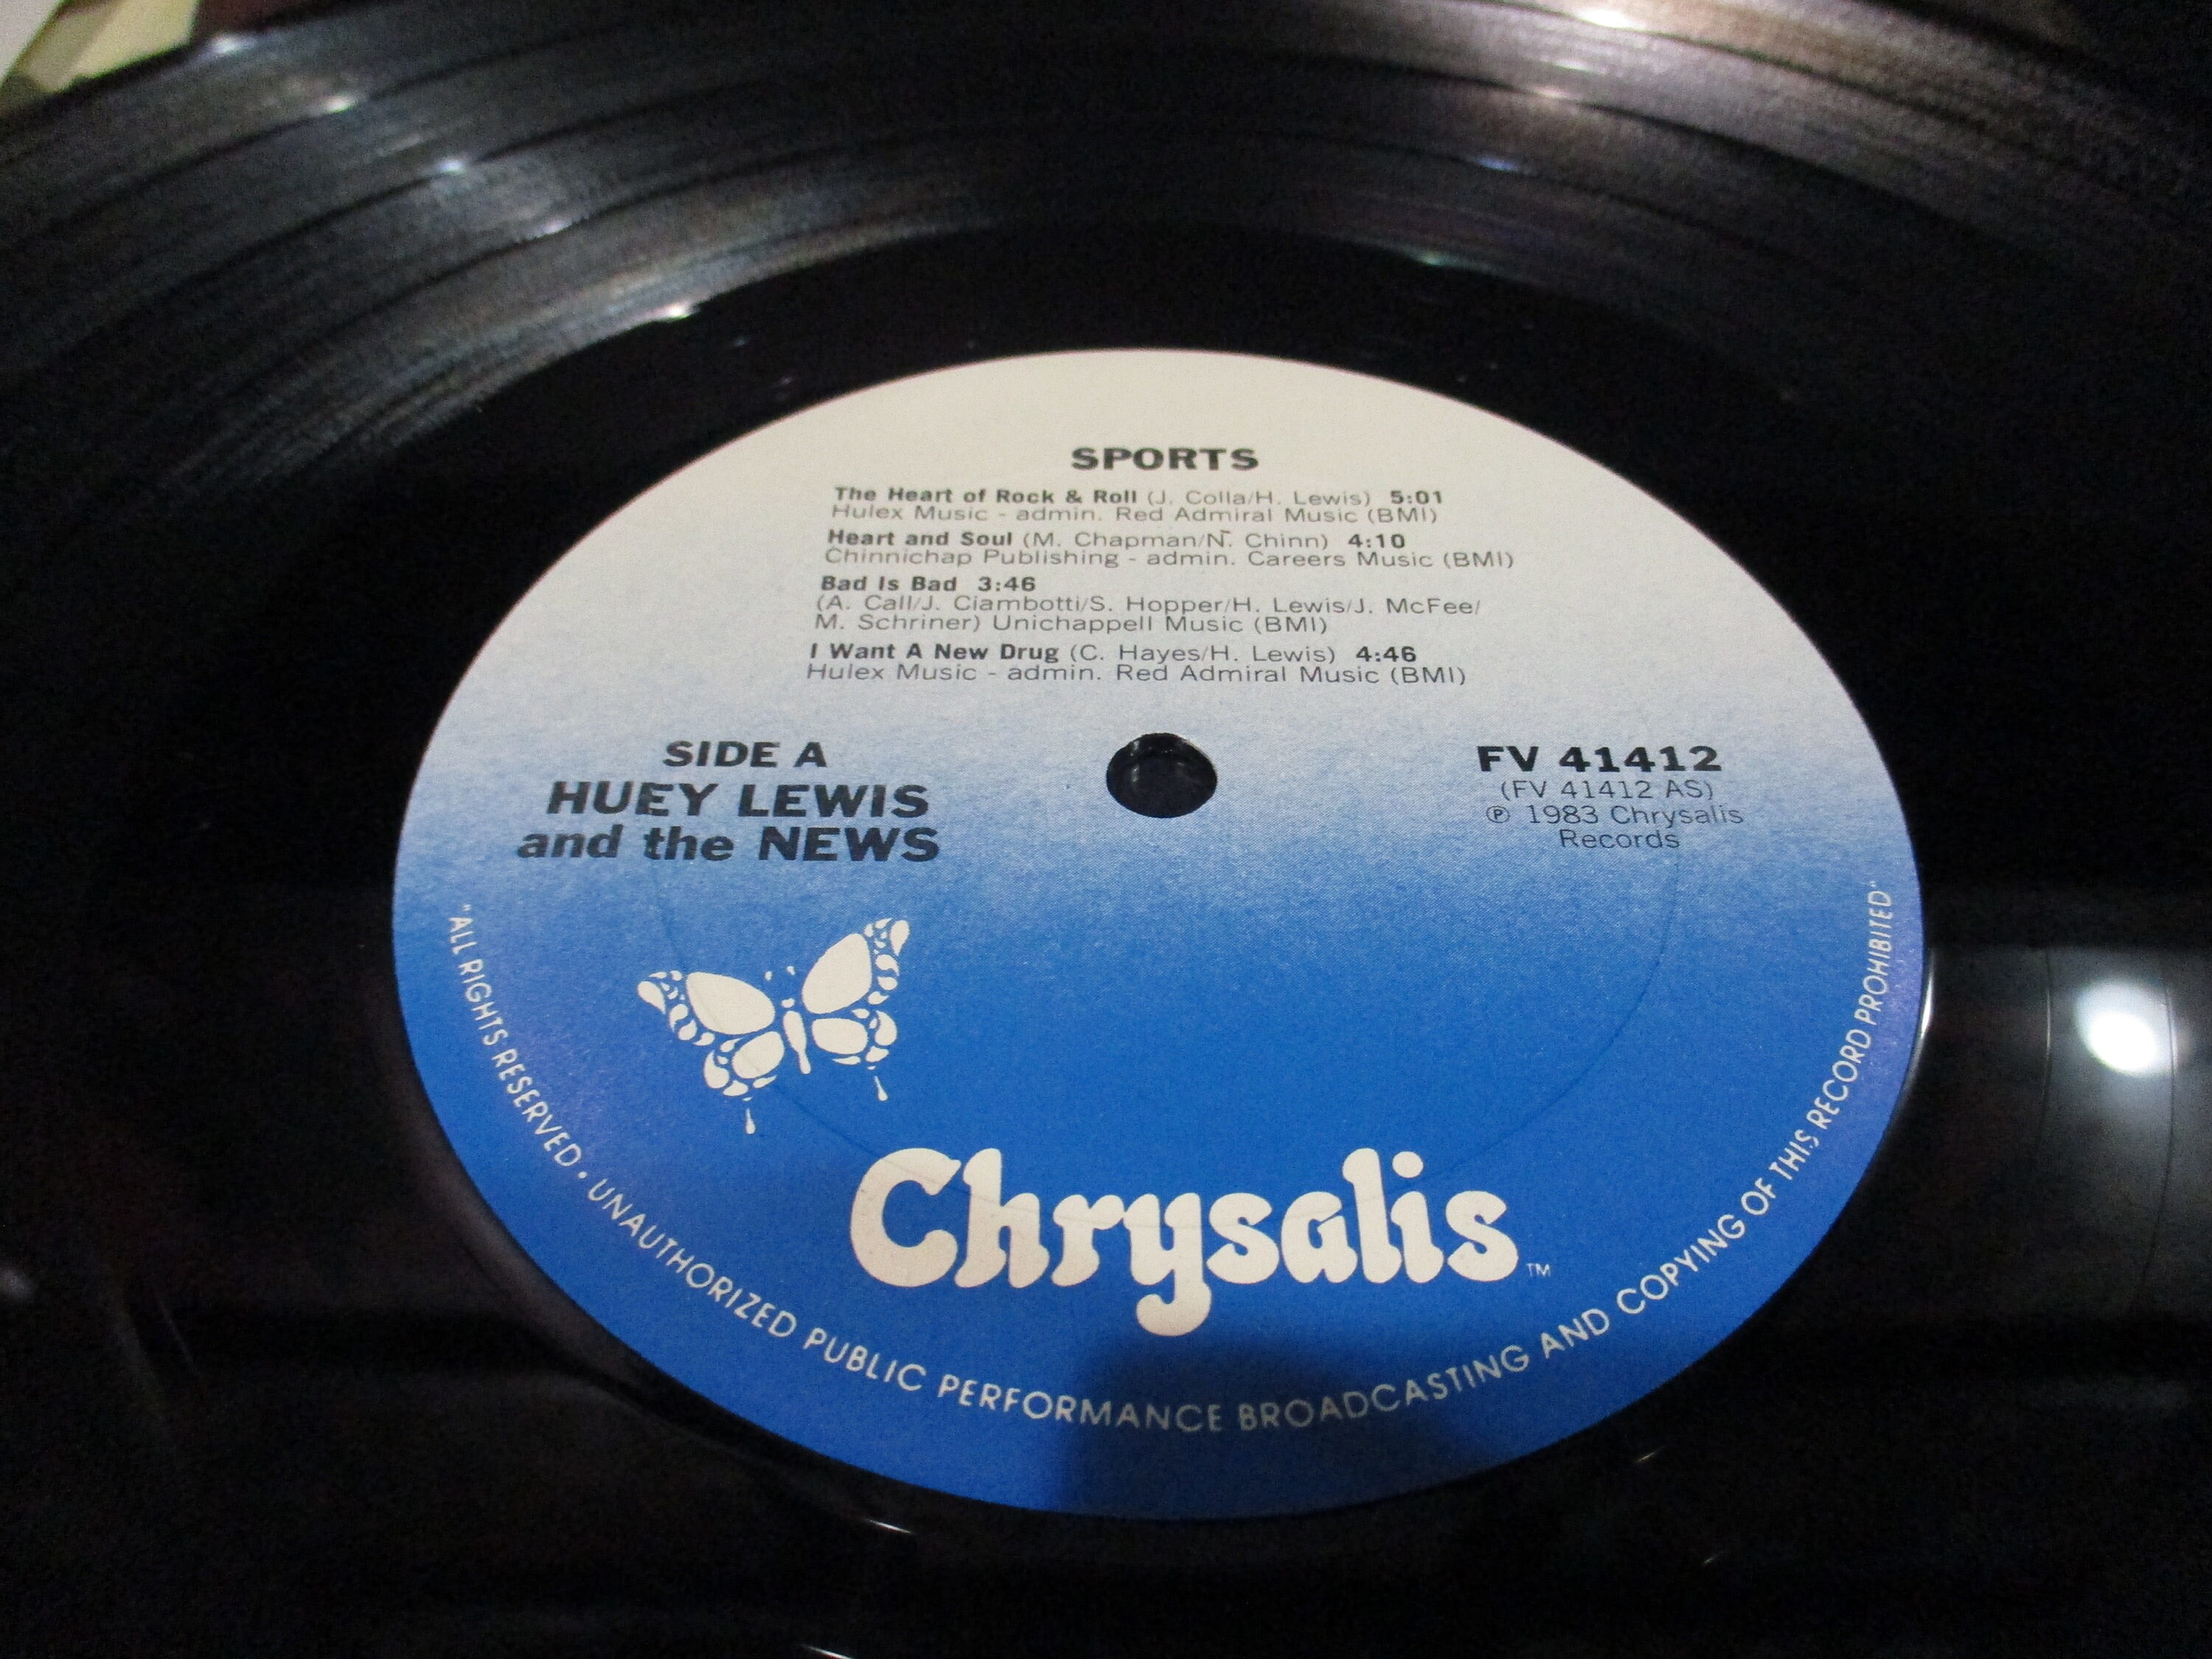 SPORTS
The Heart of Rock & Roll (J. Colla/H. Lewis) 5:01
Hulex Music - admin. Red Admiral Music (BMI)
Heart and Soul (M. Chapman/N. Chinn) 4:10
Chinnichap Publishing - admin. Careers Music (BMI)
Bad Is Bad 3:46
(A. Call/J. Ciambotti/S. Hopper/H. Lewis/J. McFee/
M. Schriner) Unichappell Music (BMI)
I Want A New Drug (C. Hayes/H. Lewis) 4:46
Hulex Music - admin. Red Admiral Music (BMI)
SIDE A
HUEY LEWIS
and the NEWS
FV 41412
(FV 41412 AS)
℗ 1983 Chrysalis
Records
Chrysalis™
"ALL RIGHTS RESERVED • UNAUTHORIZED PUBLIC PERFORMANCE BROADCASTING AND COPYING OF THIS RECORD PROHIBITED"